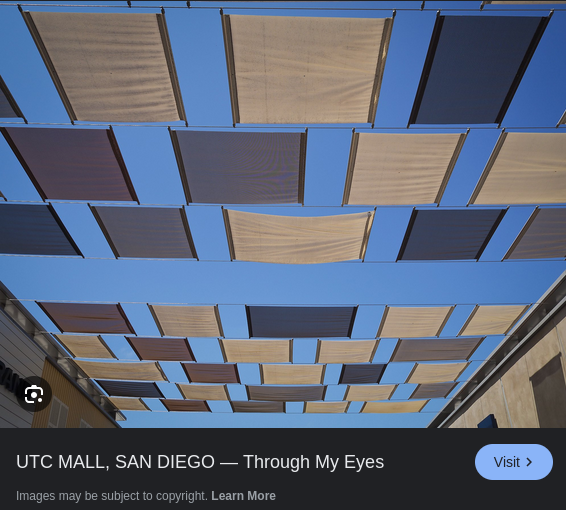 UTC MALL, SAN DIEGO — Through My Eyes
Visit
Images may be subject to copyright. Learn More